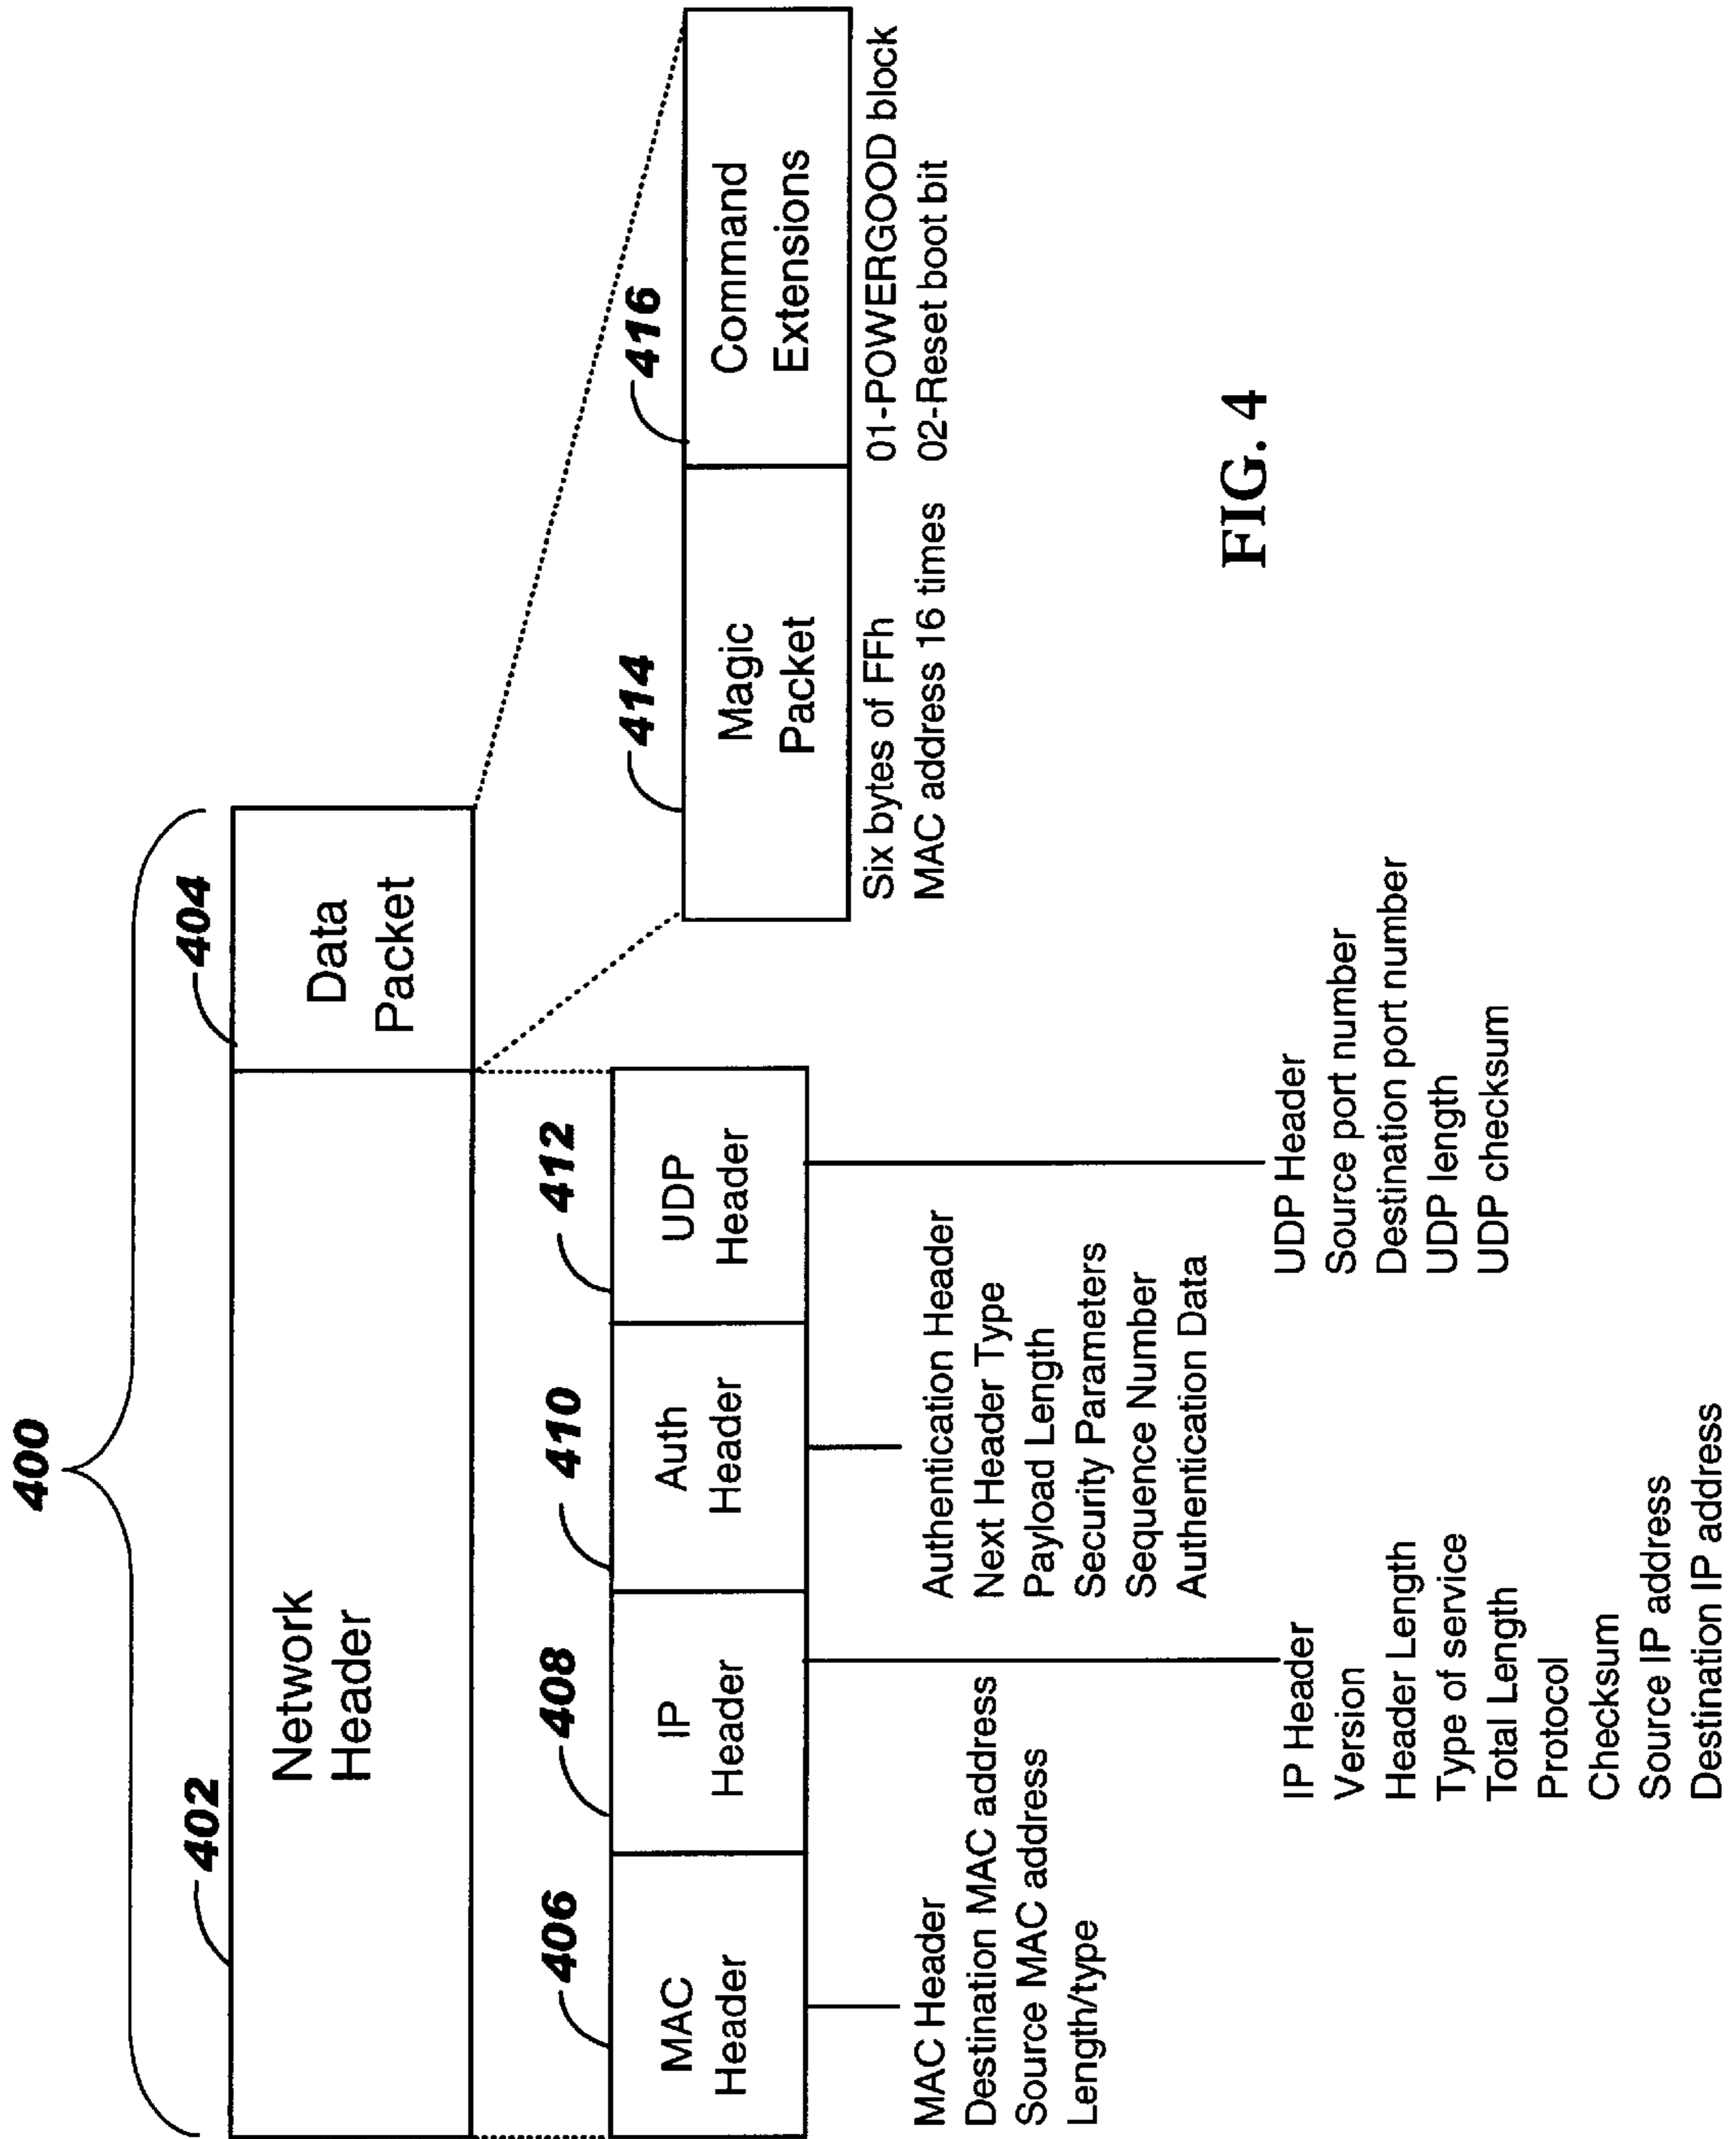 400
402
404
Network
Header
Data
Packet
406
408
410
412
MAC
Header
IP
Header
Auth
Header
UDP
Header
414
416
Magic
Packet
Command
Extensions
Six bytes of FFh
MAC address 16 times
01-POWERGOOD block
02-Reset boot bit
MAC Header
Destination MAC address
Source MAC address
Length/type
Authentication Header
Next Header Type
Payload Length
Security Parameters
Sequence Number
Authentication Data
IP Header
Version
Header Length
Type of service
Total Length
Protocol
Checksum
Source IP address
Destination IP address
UDP Header
Source port number
Destination port number
UDP length
UDP checksum
FIG. 4